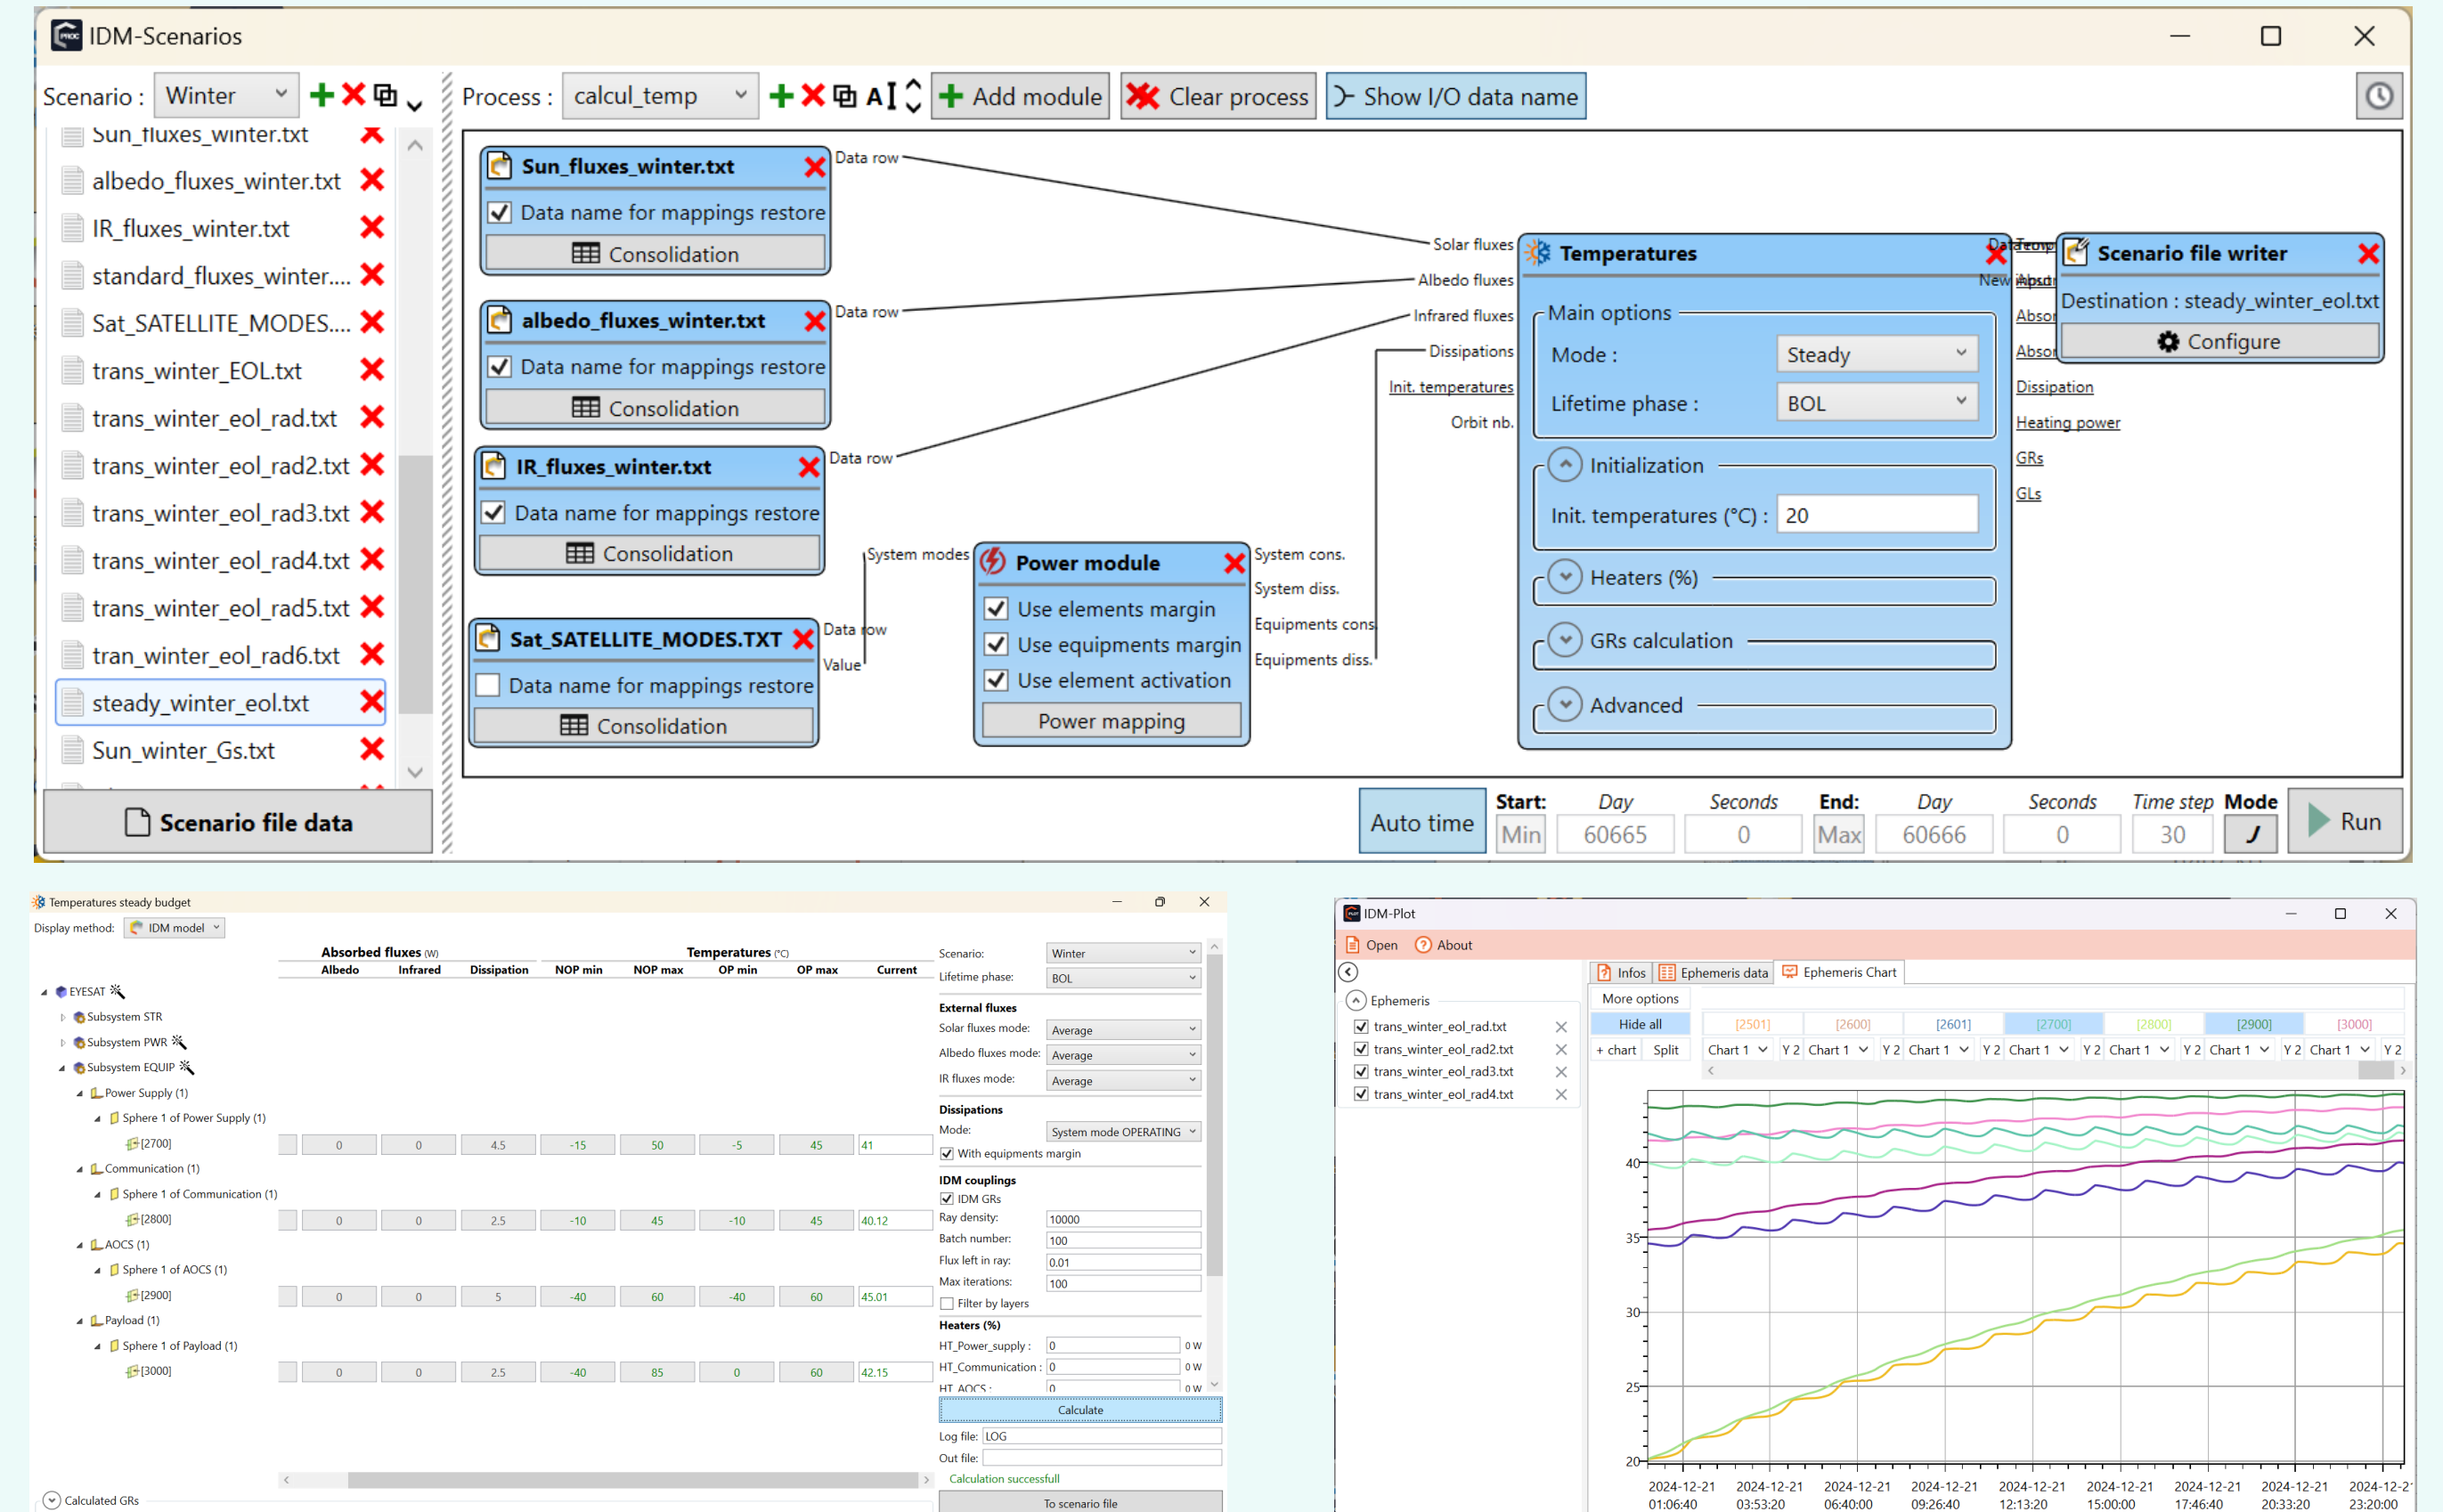 IDM-Scenarios
Scenario : Winter
Process : calcul_temp
Add module
Clear process
Show I/O data name
Sun_fluxes_winter.txt
albedo_fluxes_winter.txt
IR_fluxes_winter.txt
standard_fluxes_winter....
Sat_SATELLITE_MODES....
trans_winter_EOL.txt
trans_winter_eol_rad.txt
trans_winter_eol_rad2.txt
trans_winter_eol_rad3.txt
trans_winter_eol_rad4.txt
trans_winter_eol_rad5.txt
tran_winter_eol_rad6.txt
steady_winter_eol.txt
Sun_winter_Gs.txt
Scenario file data
Sun_fluxes_winter.txt
Data row
Data name for mappings restore
Consolidation
albedo_fluxes_winter.txt
Data row
Data name for mappings restore
Consolidation
IR_fluxes_winter.txt
Data row
Data name for mappings restore
Consolidation
Sat_SATELLITE_MODES.TXT
Data row
Value
Data name for mappings restore
Consolidation
System modes
Power module
Use elements margin
Use equipments margin
Use element activation
Power mapping
System cons.
System diss.
Equipments cons.
Equipments diss.
Solar fluxes
Albedo fluxes
Infrared fluxes
Dissipations
Init. temperatures
Orbit nb.
Temperatures
Main options
Mode : Steady
Lifetime phase : BOL
Initialization
Init. temperatures (°C) : 20
Heaters (%)
GRs calculation
Advanced
Dissipation
Heating power
GRs
GLs
Scenario file writer
Destination : steady_winter_eol.txt
Configure
Auto time
Start: Day Seconds End: Day Seconds Time step Mode
Min 60665 0 Max 60666 0 30 J
Run
Temperatures steady budget
Display method: IDM model
Absorbed fluxes (W) Temperatures (°C)
Albedo Infrared Dissipation NOP min NOP max OP min OP max Current
EYESAT
Subsystem STR
Subsystem PWR
Subsystem EQUIP
Power Supply (1)
Sphere 1 of Power Supply (1)
[2700] 0 0 4.5 -15 50 -5 45 41
Communication (1)
Sphere 1 of Communication (1)
[2800] 0 0 2.5 -10 45 -10 45 40.12
AOCS (1)
Sphere 1 of AOCS (1)
[2900] 0 0 5 -40 60 -40 60 45.01
Payload (1)
Sphere 1 of Payload (1)
[3000] 0 0 2.5 -40 85 0 60 42.15
Calculated GRs
Scenario: Winter
Lifetime phase: BOL
External fluxes
Solar fluxes mode: Average
Albedo fluxes mode: Average
IR fluxes mode: Average
Dissipations
Mode: System mode OPERATING
With equipments margin
IDM couplings
IDM GRs
Ray density: 10000
Batch number: 100
Flux left in ray: 0.01
Max iterations: 100
Filter by layers
Heaters (%)
HT_Power_supply : 0 0 W
HT_Communication : 0 0 W
HT_AOCS : 0 0 W
Calculate
Log file: LOG
Out file:
Calculation successfull
To scenario file
IDM-Plot
Open About
Ephemeris
trans_winter_eol_rad.txt
trans_winter_eol_rad2.txt
trans_winter_eol_rad3.txt
trans_winter_eol_rad4.txt
Infos Ephemeris data Ephemeris Chart
More options
Hide all [2501] [2600] [2601] [2700] [2800] [2900] [3000]
+ chart Split Chart 1 Y 2 Chart 1 Y 2 Chart 1 Y 2 Chart 1 Y 2 Chart 1 Y 2 Chart 1 Y 2 Chart 1 Y 2
40
35
30
25
20
2024-12-21 2024-12-21 2024-12-21 2024-12-21 2024-12-21 2024-12-21 2024-12-21 2024-12-21 2024-12-2
01:06:40 03:53:20 06:40:00 09:26:40 12:13:20 15:00:00 17:46:40 20:33:20 23:20:00